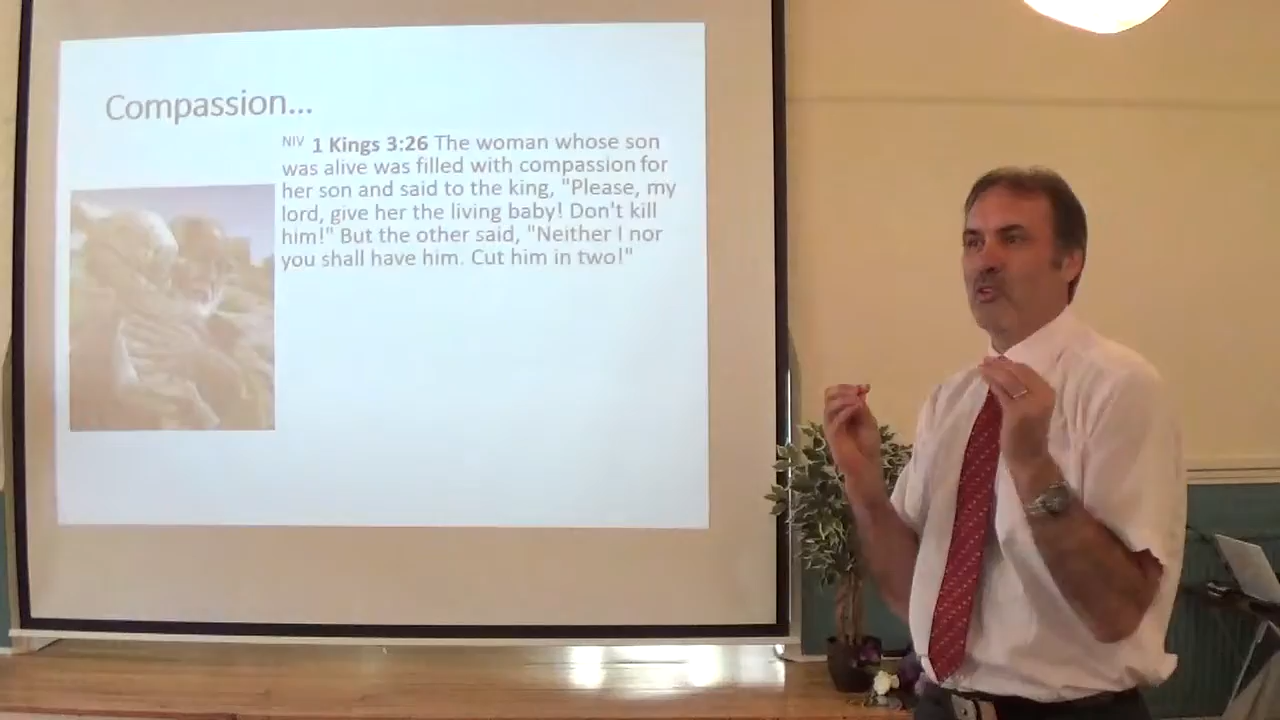 Compassion...
NIV 1 Kings 3:26 The woman whose son
was alive was filled with compassion for
her son and said to the king, "Please, my
lord, give her the living baby! Don't kill
him!" But the other said, "Neither I nor
you shall have him. Cut him in two!"